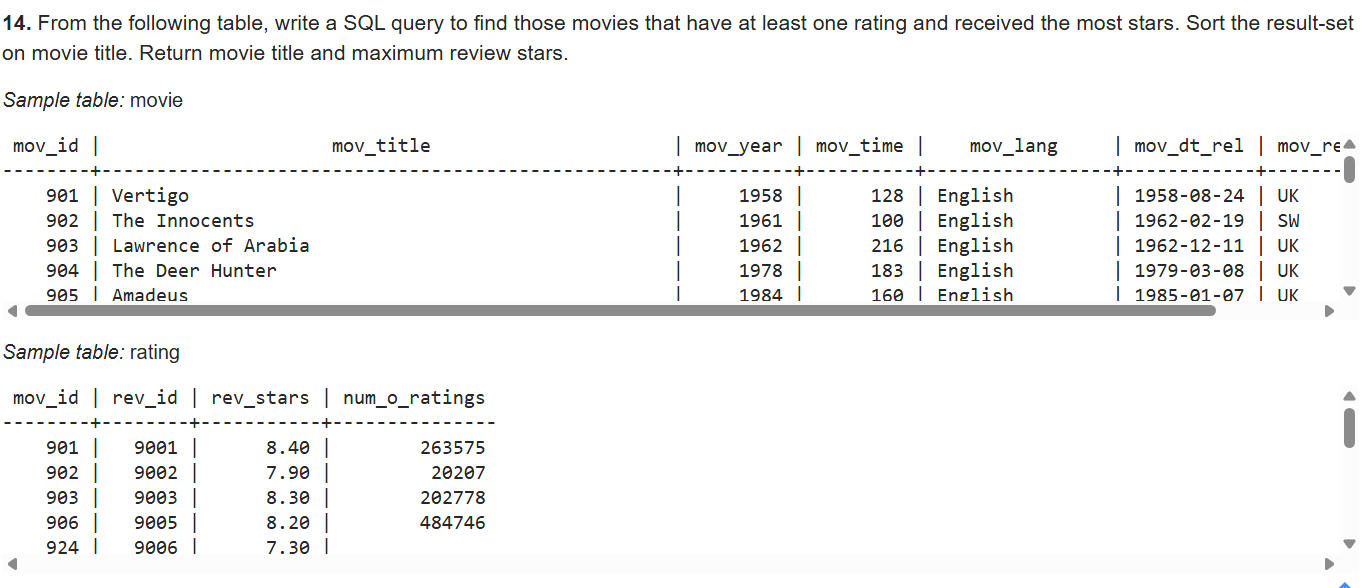 14. From the following table, write a SQL query to find those movies that have at least one rating and received the most stars. Sort the result-set
on movie title. Return movie title and maximum review stars.
Sample table: movie
mov_id | mov_title | mov_year | mov_time | mov_lang | mov_dt_rel | mov_re
--------+----------------------------------------------------+----------+----------+-----------------+------------+-------
901 | Vertigo | 1958 | 128 | English | 1958-08-24 | UK
902 | The Innocents | 1961 | 100 | English | 1962-02-19 | SW
903 | Lawrence of Arabia | 1962 | 216 | English | 1962-12-11 | UK
904 | The Deer Hunter | 1978 | 183 | English | 1979-03-08 | UK
905 | Amadeus | 1984 | 160 | English | 1985-01-07 | UK
Sample table: rating
mov_id | rev_id | rev_stars | num_o_ratings
--------+--------+-----------+---------------
901 | 9001 | 8.40 | 263575
902 | 9002 | 7.90 | 20207
903 | 9003 | 8.30 | 202778
906 | 9005 | 8.20 | 484746
924 | 9006 | 7.30 |